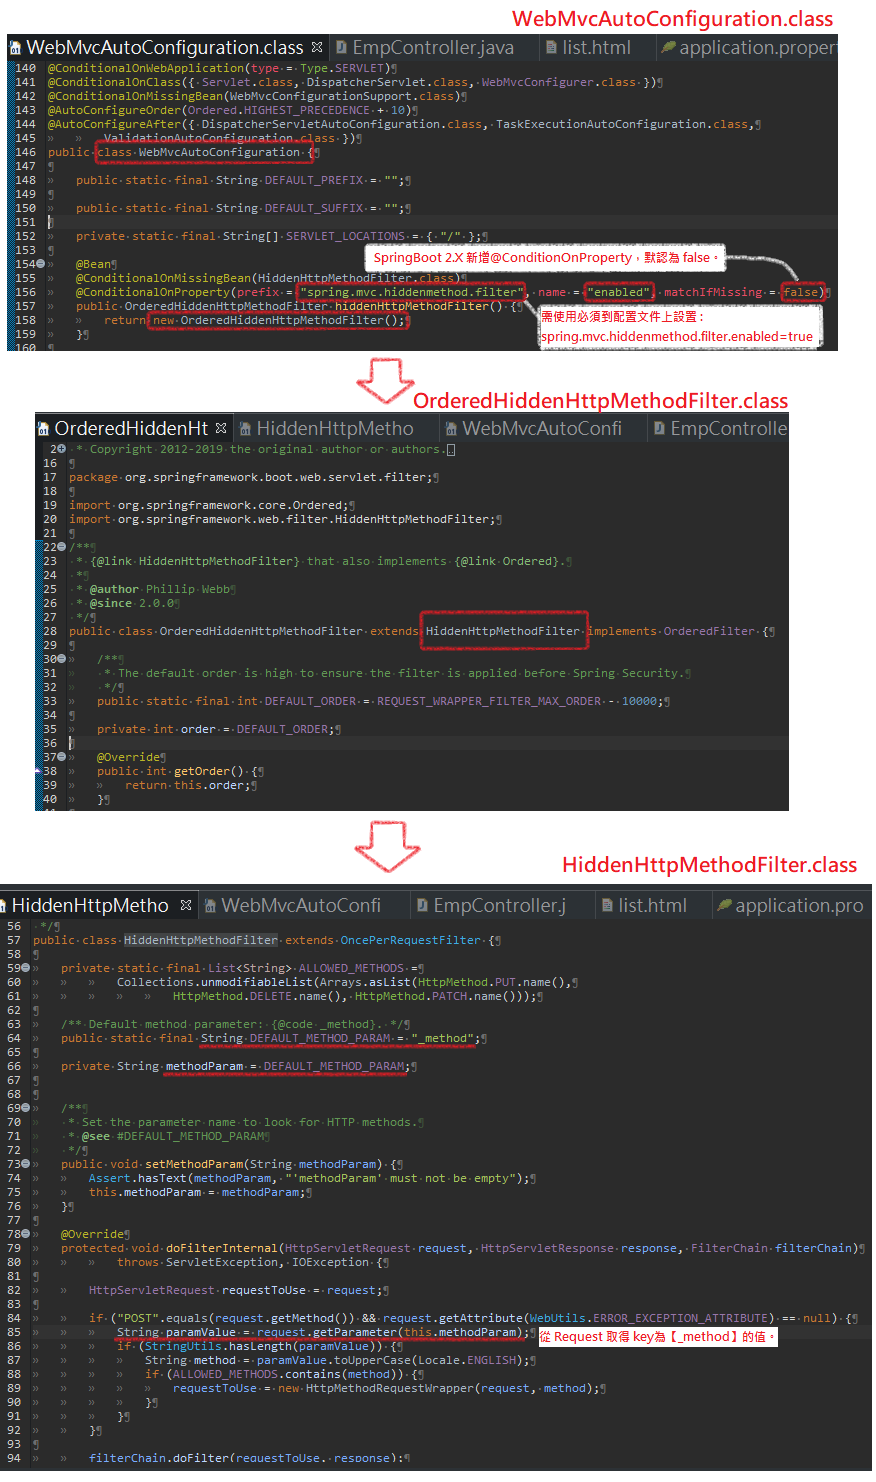 WebMvcAutoConfiguration.class
WebMvcAutoConfiguration.class EmpController.java list.html application.propert
140 @ConditionalOnWebApplication(type = Type.SERVLET)
141 @ConditionalOnClass({ Servlet.class, DispatcherServlet.class, WebMvcConfigurer.class })
142 @ConditionalOnMissingBean(WebMvcConfigurationSupport.class)
143 @AutoConfigureOrder(Ordered.HIGHEST_PRECEDENCE + 10)
144 @AutoConfigureAfter({ DispatcherServletAutoConfiguration.class, TaskExecutionAutoConfiguration.class,
145 ValidationAutoConfiguration.class })
146 public class WebMvcAutoConfiguration {
147
148 public static final String DEFAULT_PREFIX = "";
149
150 public static final String DEFAULT_SUFFIX = "";
151
152 private static final String[] SERVLET_LOCATIONS = { "/" };
153
SpringBoot 2.X 新增@ConditionOnProperty，默認為 false。
154 @Bean
155 @ConditionalOnMissingBean(HiddenHttpMethodFilter.class)
156 @ConditionalOnProperty(prefix = "spring.mvc.hiddenmethod.filter", name = "enabled", matchIfMissing = false)
157 public OrderedHiddenHttpMethodFilter hiddenHttpMethodFilter() {
158 return new OrderedHiddenHttpMethodFilter();
159 }
160
需使用必須到配置文件上設置：
spring.mvc.hiddenmethod.filter.enabled=true
OrderedHiddenHttpMethodFilter.class
OrderedHiddenHt HiddenHttpMetho WebMvcAutoConfi EmpControlle
2 * Copyright 2012-2019 the original author or authors.
16
17 package org.springframework.boot.web.servlet.filter;
18
19 import org.springframework.core.Ordered;
20 import org.springframework.web.filter.HiddenHttpMethodFilter;
21
22 /**
23 * {@link HiddenHttpMethodFilter} that also implements {@link Ordered}.
24 *
25 * @author Phillip Webb
26 * @since 2.0.0
27 */
28 public class OrderedHiddenHttpMethodFilter extends HiddenHttpMethodFilter implements OrderedFilter {
29
30 /**
31 * The default order is high to ensure the filter is applied before Spring Security.
32 */
33 public static final int DEFAULT_ORDER = REQUEST_WRAPPER_FILTER_MAX_ORDER - 10000;
34
35 private int order = DEFAULT_ORDER;
36
37 @Override
38 public int getOrder() {
39 return this.order;
40 }
HiddenHttpMethodFilter.class
HiddenHttpMetho WebMvcAutoConfi EmpController.j list.html application.pro
56 */
57 public class HiddenHttpMethodFilter extends OncePerRequestFilter {
58
59 private static final List<String> ALLOWED_METHODS =
60 Collections.unmodifiableList(Arrays.asList(HttpMethod.PUT.name(),
61 HttpMethod.DELETE.name(), HttpMethod.PATCH.name()));
62
63 /** Default method parameter: {@code _method}. */
64 public static final String DEFAULT_METHOD_PARAM = "_method";
65
66 private String methodParam = DEFAULT_METHOD_PARAM;
67
68
69 /**
70 * Set the parameter name to look for HTTP methods.
71 * @see #DEFAULT_METHOD_PARAM
72 */
73 public void setMethodParam(String methodParam) {
74 Assert.hasText(methodParam, "'methodParam' must not be empty");
75 this.methodParam = methodParam;
76 }
77
78 @Override
79 protected void doFilterInternal(HttpServletRequest request, HttpServletResponse response, FilterChain filterChain)
80 throws ServletException, IOException {
81
82 HttpServletRequest requestToUse = request;
83
84 if ("POST".equals(request.getMethod()) && request.getAttribute(WebUtils.ERROR_EXCEPTION_ATTRIBUTE) == null) {
85 String paramValue = request.getParameter(this.methodParam); 從 Request 取得 key為【_method】的值。
86 if (StringUtils.hasLength(paramValue)) {
87 String method = paramValue.toUpperCase(Locale.ENGLISH);
88 if (ALLOWED_METHODS.contains(method)) {
89 requestToUse = new HttpMethodRequestWrapper(request, method);
90 }
91 }
92 }
93
94 filterChain.doFilter(requestToUse, response);